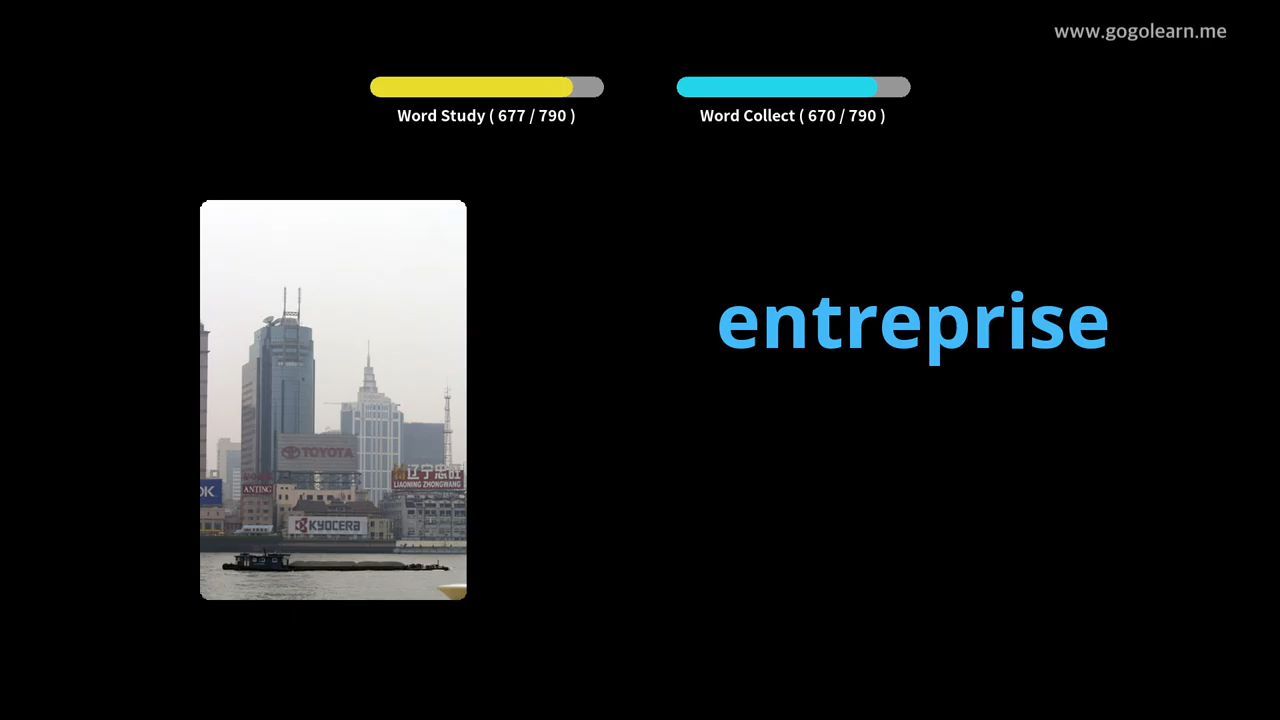 www.gogolearn.me
Word Study ( 677 / 790 )
Word Collect ( 670 / 790 )
entreprise
TOYOTA
辽宁忠旺
LIAONING ZHONGWANG
ANTING
KYOCERA